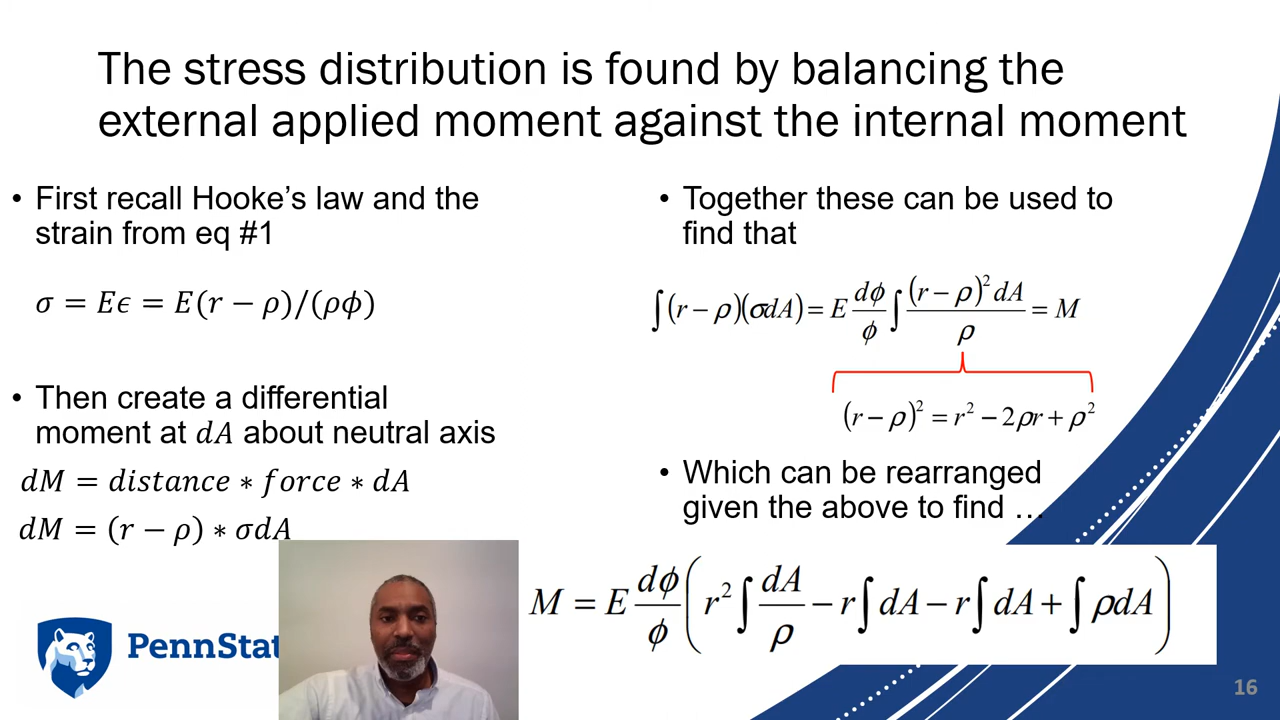 The stress distribution is found by balancing the
external applied moment against the internal moment
• First recall Hooke's law and the
strain from eq #1
σ = Eϵ = E(r − ρ)/(ρϕ)
• Then create a differential
moment at dA about neutral axis
dM = distance ∗ force ∗ dA
dM = (r − ρ) ∗ σdA
• Together these can be used to
find that
∫(r − ρ)(σdA) = E dϕ/ϕ ∫ (r − ρ)² dA/ρ = M
(r − ρ)² = r² − 2ρr + ρ²
• Which can be rearranged
given the above to find …
M = E dϕ/ϕ (r² ∫ dA/ρ − r∫ dA − r∫ dA + ∫ ρdA)
16